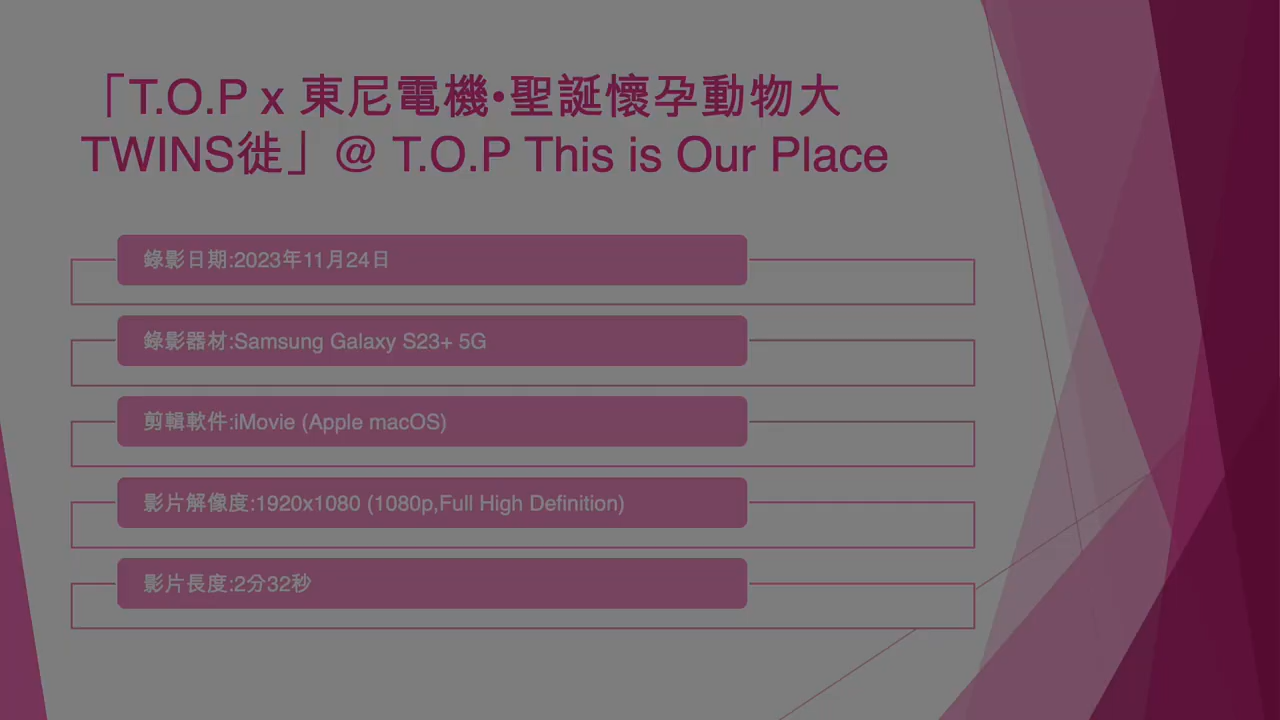 「T.O.P x 東尼電機•聖誕懷孕動物大
TWINS徙」@ T.O.P This is Our Place
錄影日期:2023年11月24日
錄影器材:Samsung Galaxy S23+ 5G
剪輯軟件:iMovie (Apple macOS)
影片解像度:1920x1080 (1080p,Full High Definition)
影片長度:2分32秒